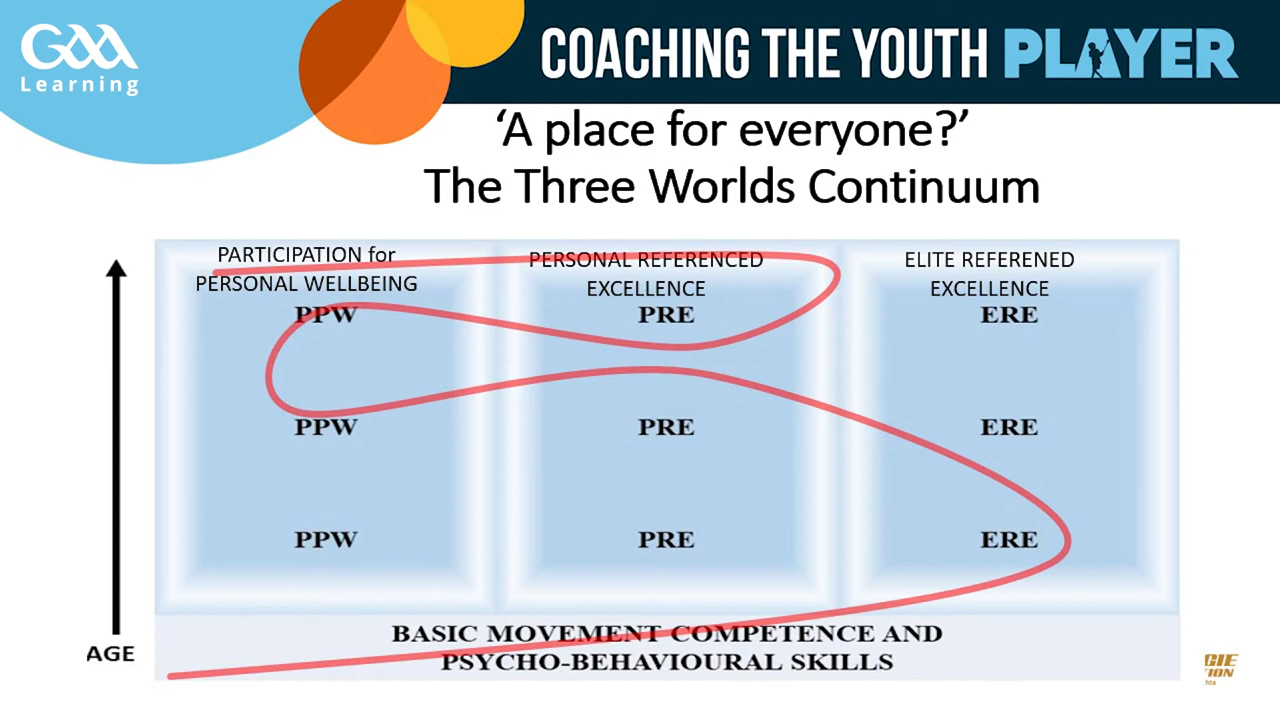 GAA
Learning
COACHING THE YOUTH PLAYER
‘A place for everyone?’
The Three Worlds Continuum
PARTICIPATION for
PERSONAL WELLBEING
PERSONAL REFERENCED
EXCELLENCE
ELITE REFERENED
EXCELLENCE
PPW PRE ERE
PPW PRE ERE
PPW PRE ERE
BASIC MOVEMENT COMPETENCE AND
PSYCHO-BEHAVIOURAL SKILLS
AGE